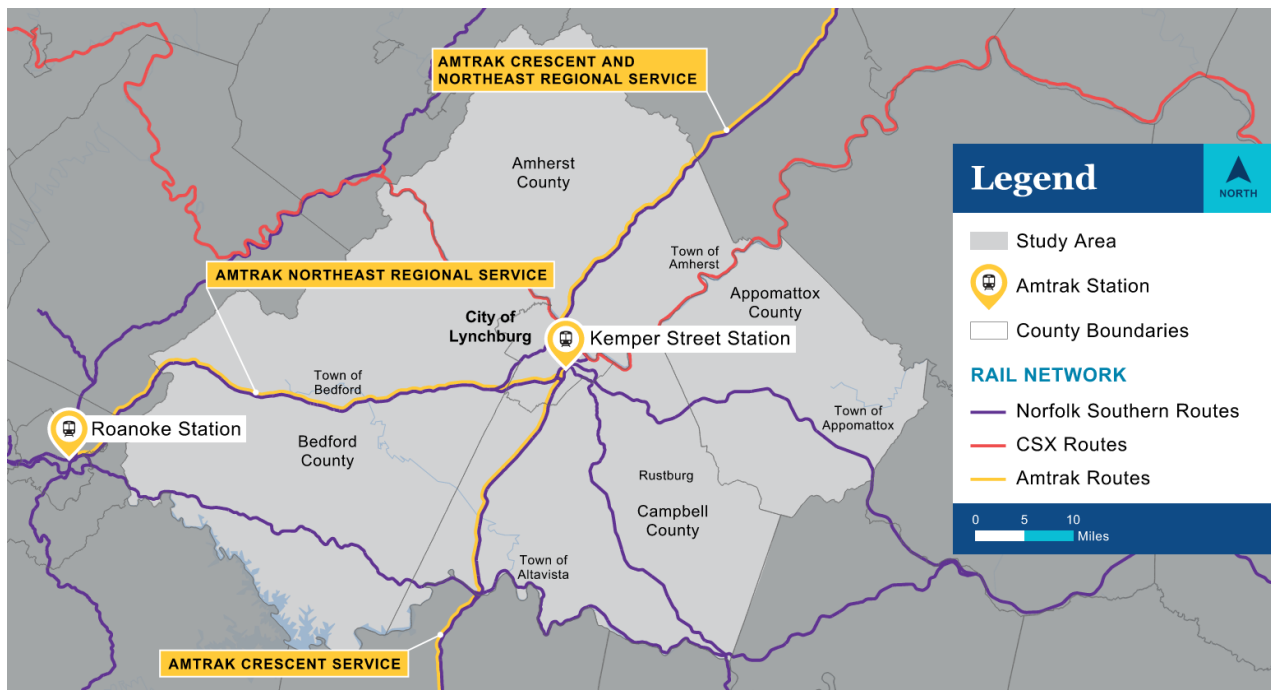 AMTRAK CRESCENT AND
NORTHEAST REGIONAL SERVICE
Amherst
County
Legend
NORTH
Study Area
Amtrak Station
County Boundaries
RAIL NETWORK
Norfolk Southern Routes
CSX Routes
Amtrak Routes
0 5 10
Miles
Town of
Amherst
AMTRAK NORTHEAST REGIONAL SERVICE
Appomattox
County
City of
Lynchburg
Kemper Street Station
Town of
Bedford
Town of
Appomattox
Roanoke Station
Bedford
County
Rustburg
Campbell
County
Town of
Altavista
AMTRAK CRESCENT SERVICE